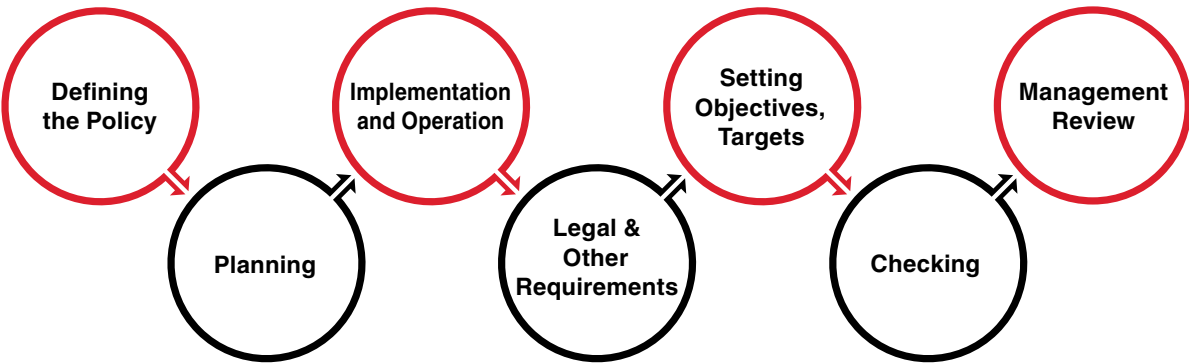 Defining
the Policy
Planning
Implementation
and Operation
Legal &
Other
Requirements
Setting
Objectives,
Targets
Checking
Management
Review